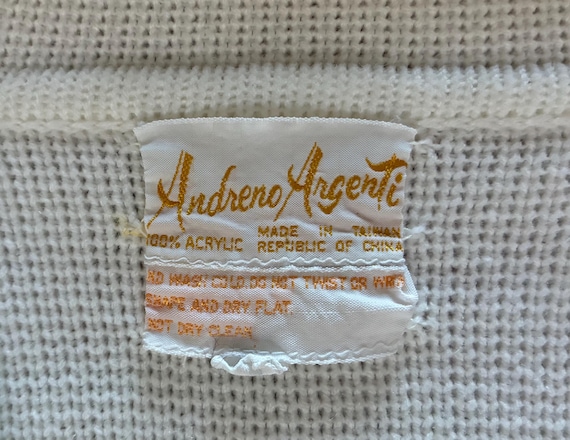 Andreno Argenti
100% ACRYLIC MADE IN TAIWAN
REPUBLIC OF CHINA
WASH COLD. DO NOT TWIST OR
SHAPE AND DRY FLAT
NOT DRY CLEAN